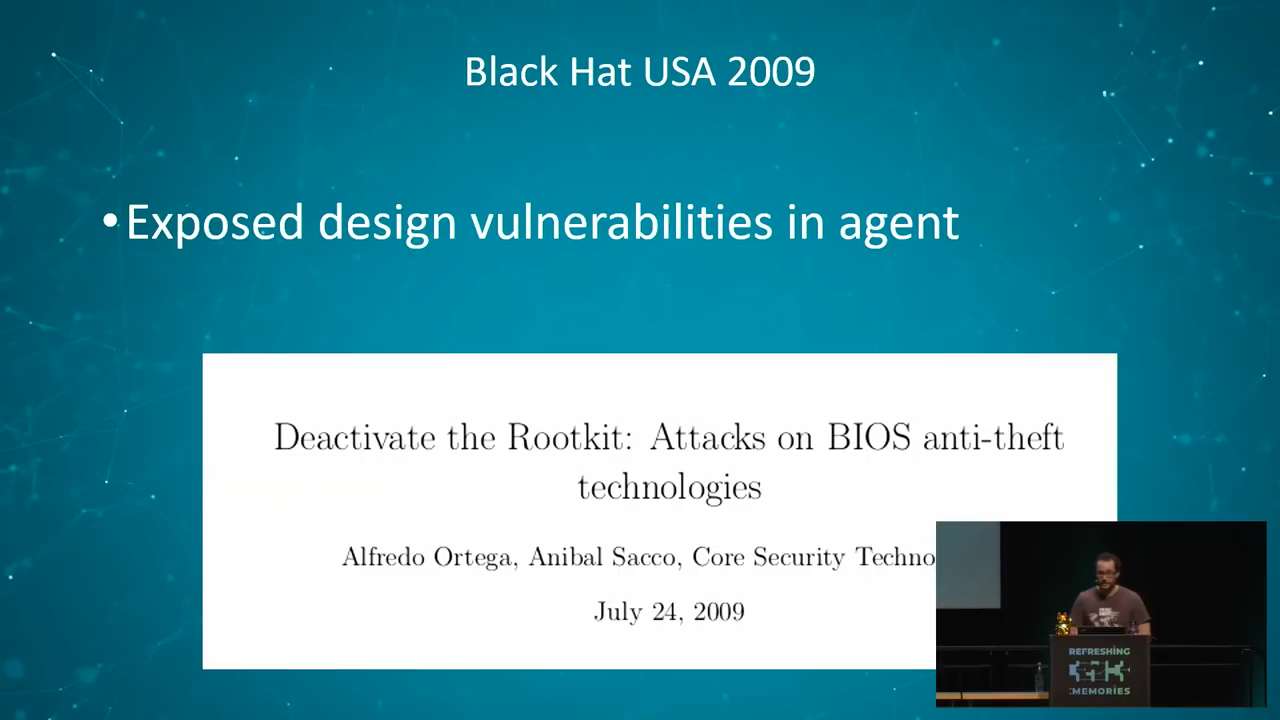 Black Hat USA 2009
•Exposed design vulnerabilities in agent
Deactivate the Rootkit: Attacks on BIOS anti-theft
technologies
Alfredo Ortega, Anibal Sacco, Core Security Techno
July 24, 2009
REFRESHING
:MEMORIES